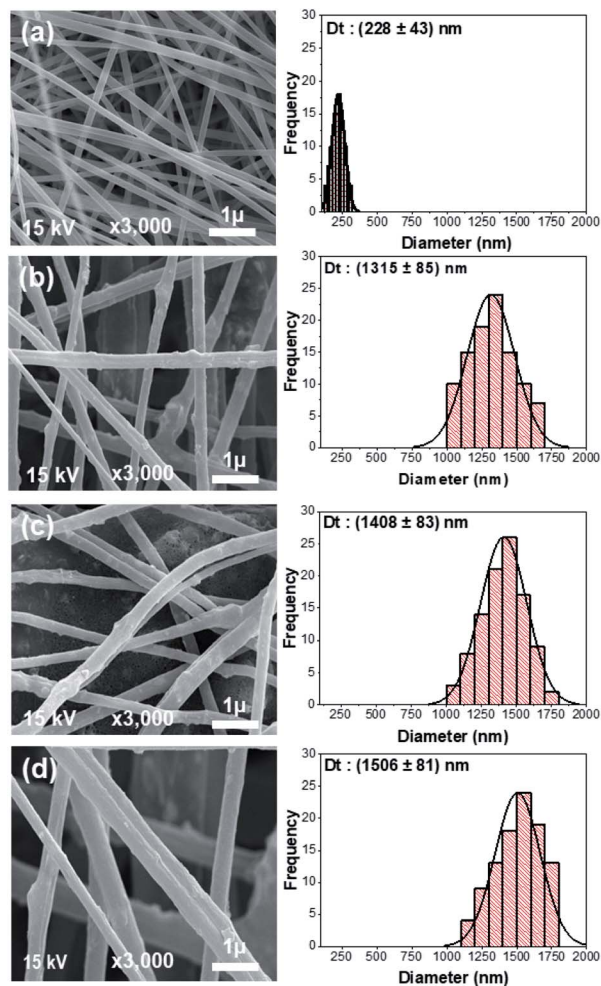 (a)
15 kV x3,000 1µ
Dt : (228 ± 43) nm
Frequency
30
25
20
15
10
5
0
250 500 750 1000 1250 1500 1750 2000
Diameter (nm)
(b)
15 kV x3,000 1µ
Dt : (1315 ± 85) nm
Frequency
30
25
20
15
10
5
0
250 500 750 1000 1250 1500 1750 2000
Diameter (nm)
(c)
15 kV x3,000 1µ
Dt : (1408 ± 83) nm
Frequency
30
25
20
15
10
5
0
250 500 750 1000 1250 1500 1750 2000
Diameter (nm)
(d)
15 kV x3,000 1µ
Dt : (1506 ± 81) nm
Frequency
30
25
20
15
10
5
0
250 500 750 1000 1250 1500 1750 2000
Diameter (nm)